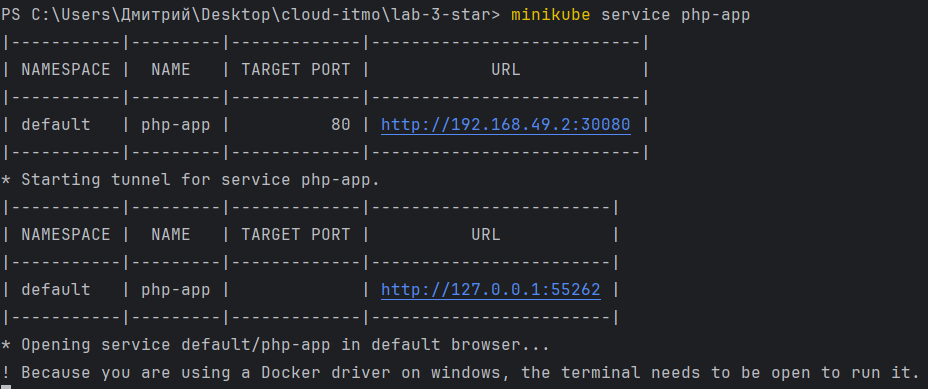 PS C:\Users\Дмитрий\Desktop\cloud-itmo\lab-3-star> minikube service php-app
|-----------|---------|-------------|---------------------------|
| NAMESPACE |  NAME   | TARGET PORT |            URL            |
|-----------|---------|-------------|---------------------------|
| default   | php-app |          80 | http://192.168.49.2:30080 |
|-----------|---------|-------------|---------------------------|
* Starting tunnel for service php-app.
|-----------|---------|-------------|------------------------|
| NAMESPACE |  NAME   | TARGET PORT |          URL           |
|-----------|---------|-------------|------------------------|
| default   | php-app |             | http://127.0.0.1:55262 |
|-----------|---------|-------------|------------------------|
* Opening service default/php-app in default browser...
! Because you are using a Docker driver on windows, the terminal needs to be open to run it.